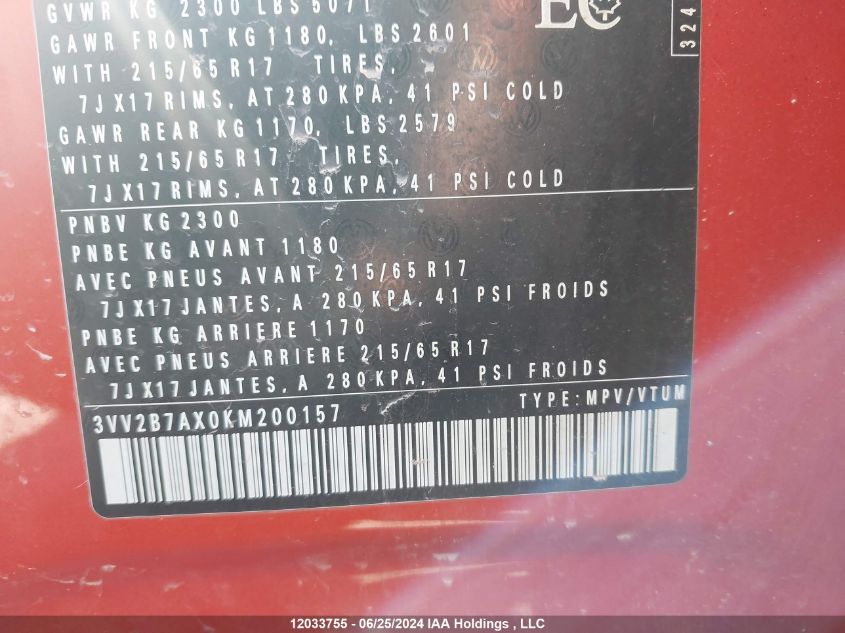 GVWR KG 2300 LBS 5071
GAWR FRONT KG 1180, LBS 2601
WITH 215/65 R17 TIRES,
7J X17 RIMS, AT 280 KPA, 41 PSI COLD
GAWR REAR KG 1170, LBS 2579
WITH 215/65 R17 TIRES,
7J X17 RIMS, AT 280 KPA, 41 PSI COLD
PNBV KG 2300
PNBE KG AVANT 1180
AVEC PNEUS AVANT 215/65 R17
7J X17 JANTES, A 280 KPA, 41 PSI FROIDS
PNBE KG ARRIERE 1170
AVEC PNEUS ARRIERE 215/65 R17
7J X17 JANTES, A 280 KPA, 41 PSI FROIDS
3VV2B7AX0KM200157 TYPE: MPV/VTUM
324
12033755 - 06/25/2024 IAA Holdings , LLC